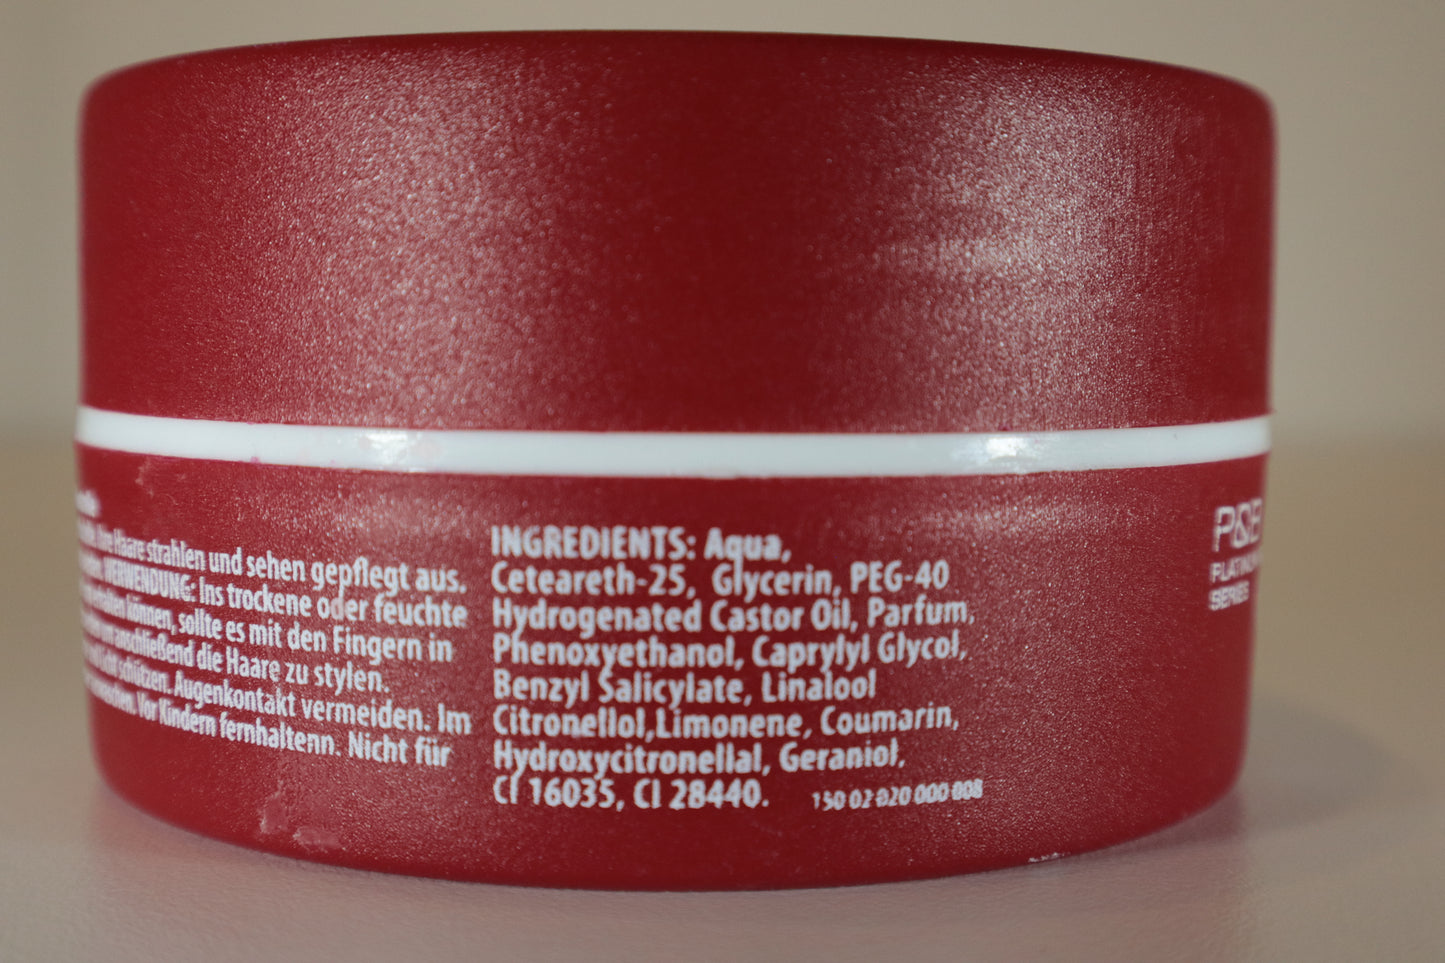 Ihre Haare strahlen und sehen gepflegt aus.
VERWENDUNG: Ins trockene oder feuchte
können, sollte es mit den Fingern in
anschließend die Haare zu stylen.
Licht schützen. Augenkontakt vermeiden. Im
Vor Kindern fernhaltenn. Nicht für
INGREDIENTS: Aqua,
Ceteareth-25, Glycerin, PEG-40
Hydrogenated Castor Oil, Parfum,
Phenoxyethanol, Caprylyl Glycol,
Benzyl Salicylate, Linalool
Citronellol,Limonene, Coumarin,
Hydroxycitronellal, Geraniol.
CI 16035, CI 28440.
150 02 020 000 008
SERIES